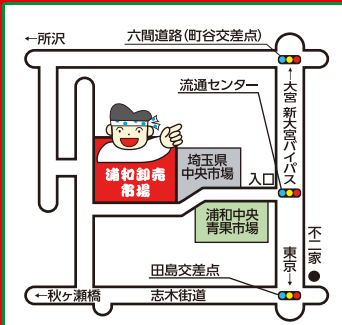 ←所沢
六間道路(町谷交差点)
流通センター
←大宮 新大宮バイパス 東京→
浦和卸売
市場
埼玉県
中央市場
入口
浦和中央
青果市場
不二家
田島交差点
←秋ヶ瀬橋
志木街道